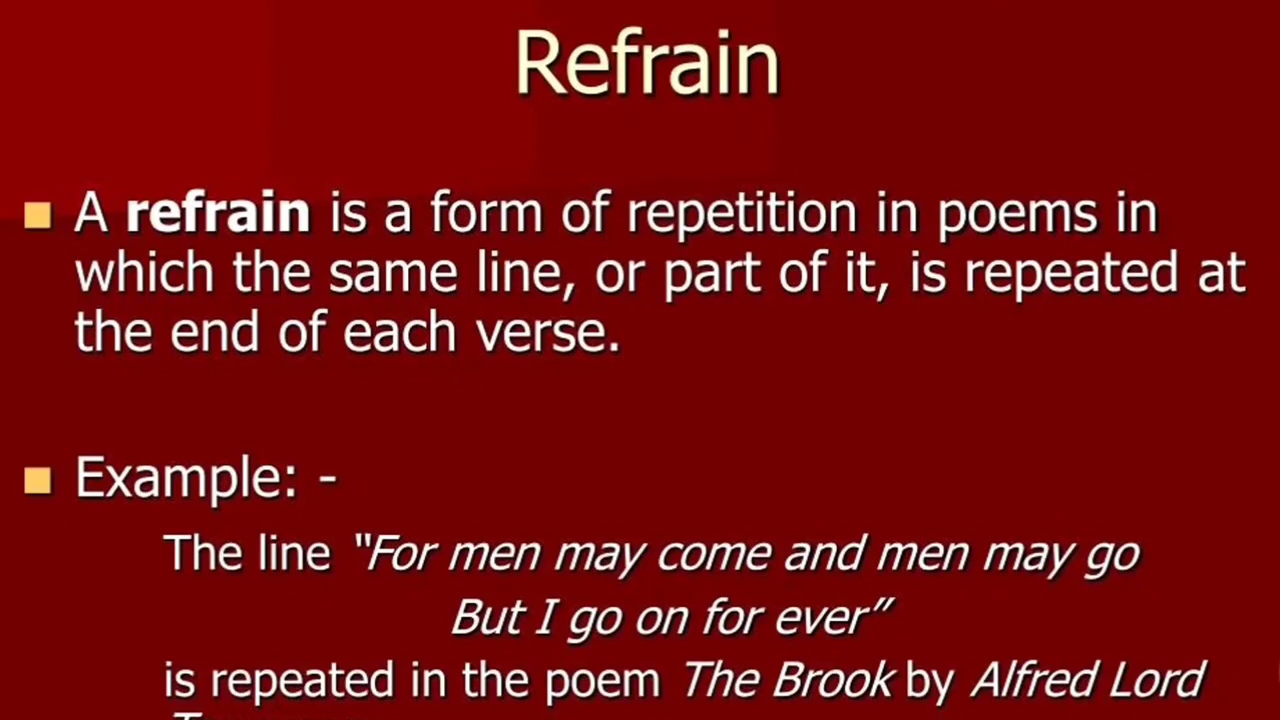 Refrain
A refrain is a form of repetition in poems in
which the same line, or part of it, is repeated at
the end of each verse.
Example: -
The line "For men may come and men may go
But I go on for ever”
is repeated in the poem The Brook by Alfred Lord